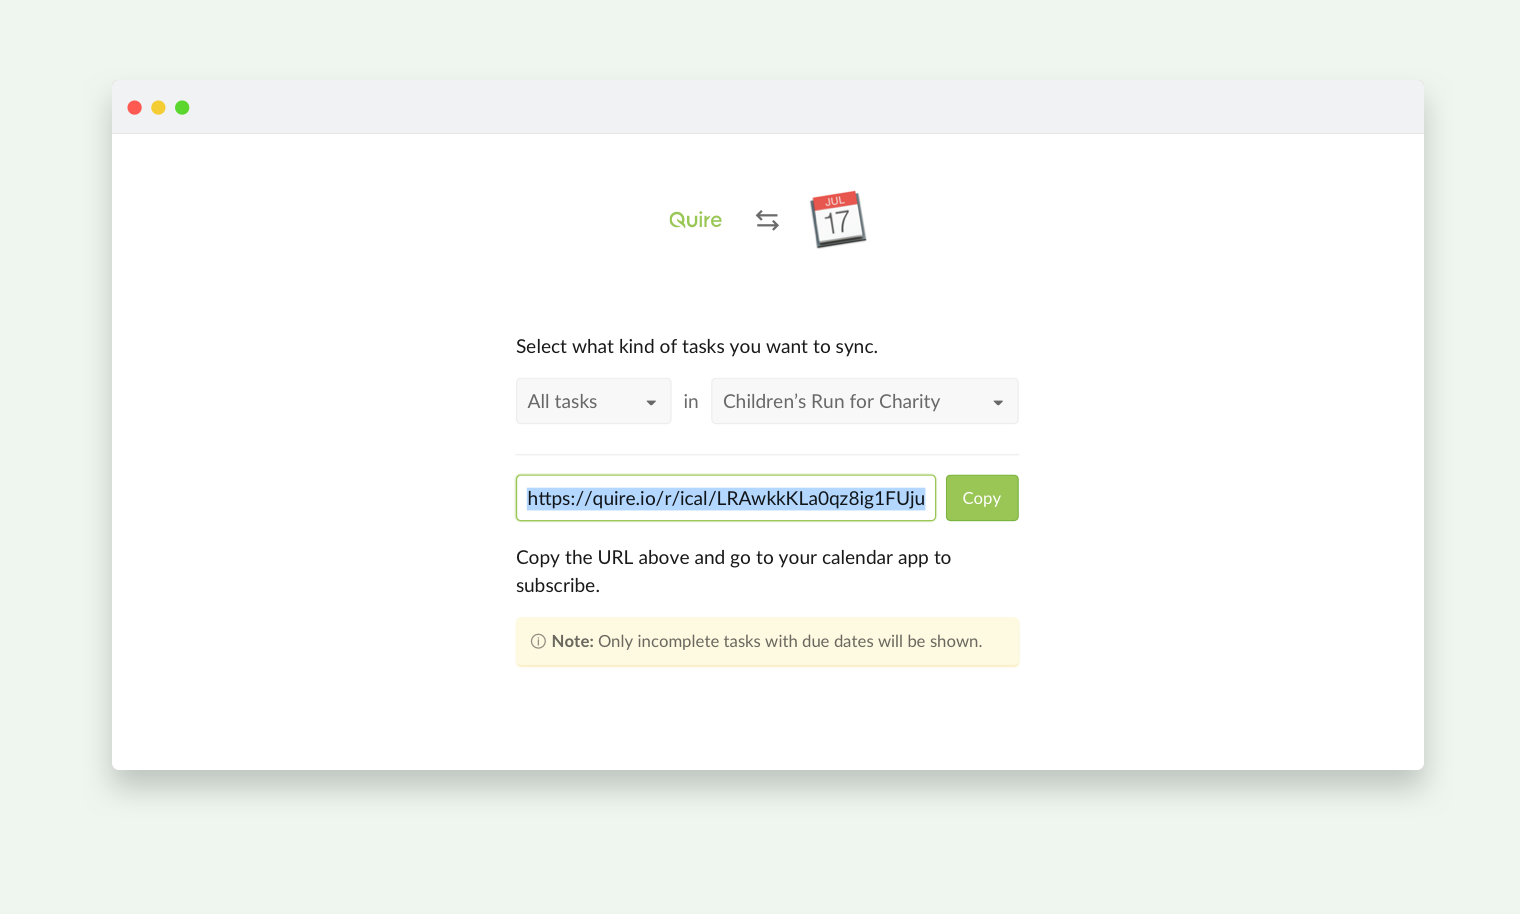 Quire
JUL
17
Select what kind of tasks you want to sync.
All tasks in Children’s Run for Charity
https://quire.io/r/ical/LRAwkkKLa0qz8ig1FUju Copy
Copy the URL above and go to your calendar app to
subscribe.
Note: Only incomplete tasks with due dates will be shown.